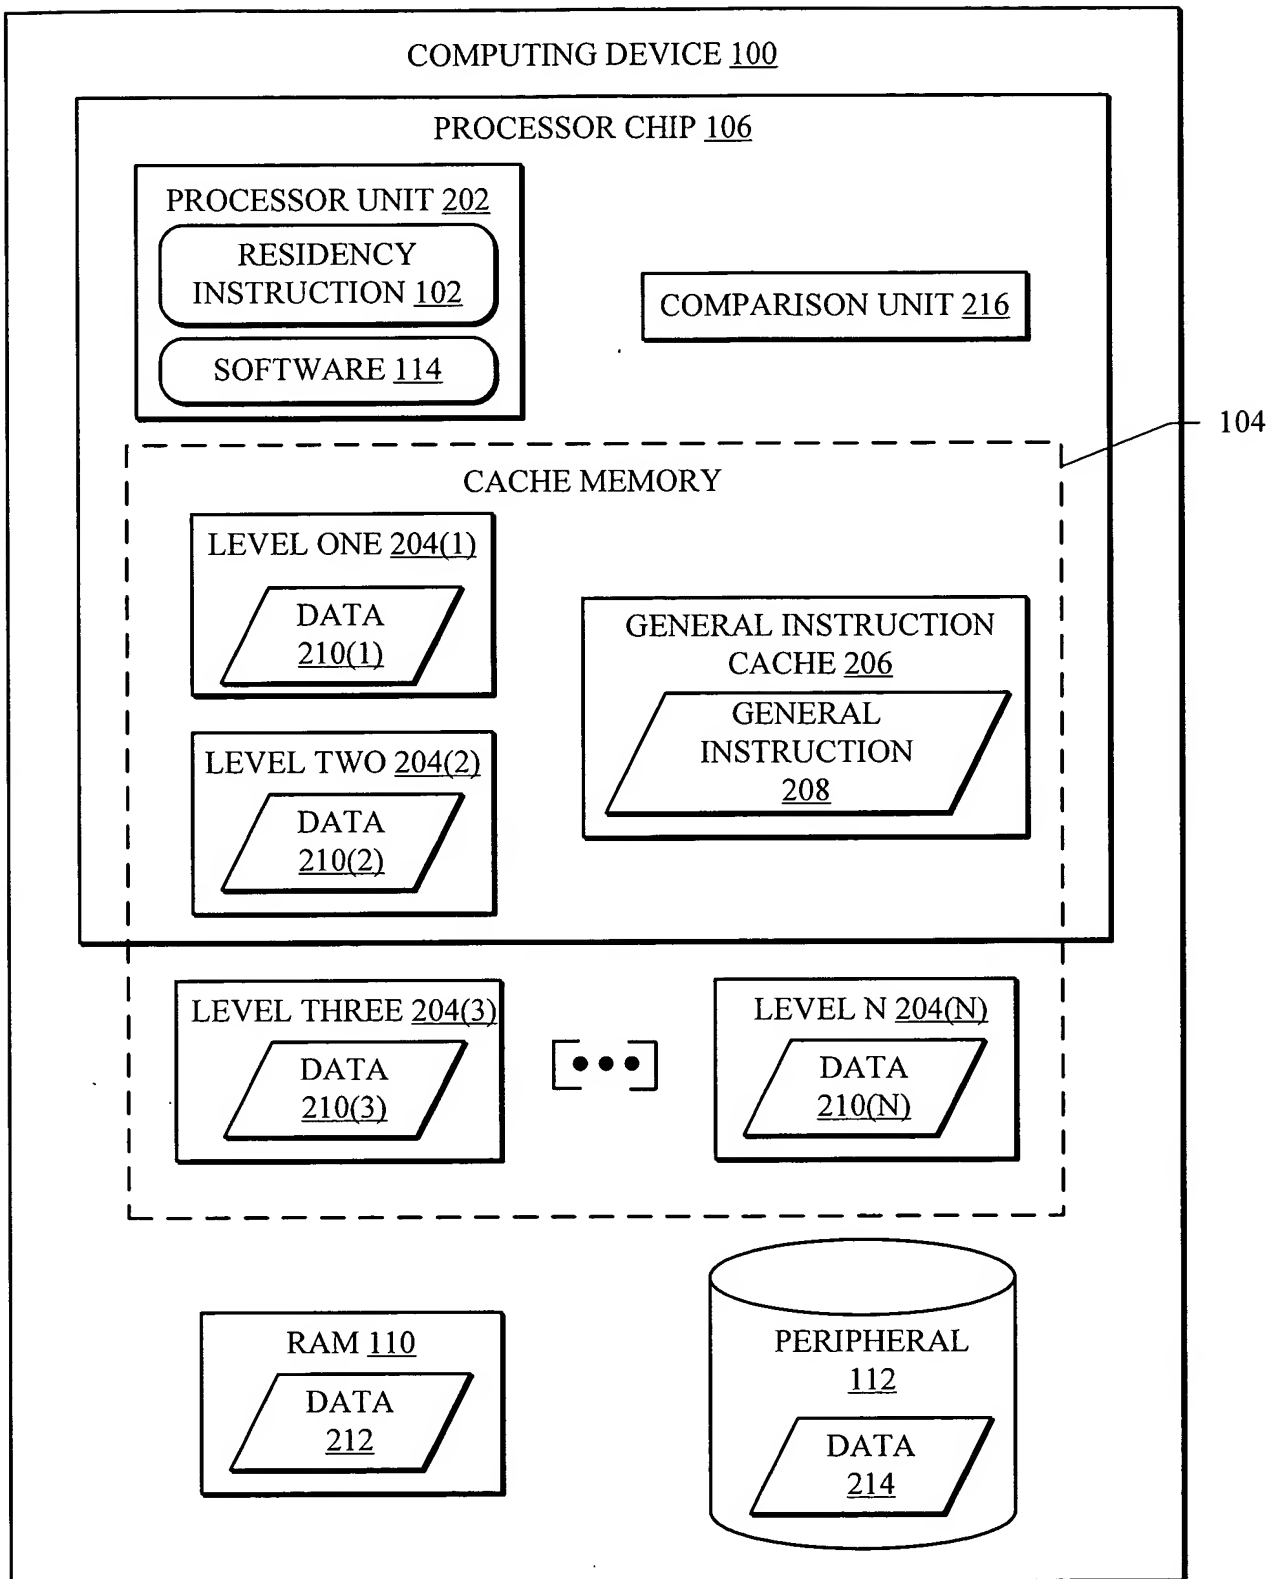 COMPUTING DEVICE 100
PROCESSOR CHIP 106
PROCESSOR UNIT 202
RESIDENCY
INSTRUCTION 102
SOFTWARE 114
COMPARISON UNIT 216
104
CACHE MEMORY
LEVEL ONE 204(1)
DATA
210(1)
GENERAL INSTRUCTION
CACHE 206
GENERAL
INSTRUCTION
208
LEVEL TWO 204(2)
DATA
210(2)
LEVEL THREE 204(3)
DATA
210(3)
[•••]
LEVEL N 204(N)
DATA
210(N)
RAM 110
DATA
212
PERIPHERAL
112
DATA
214